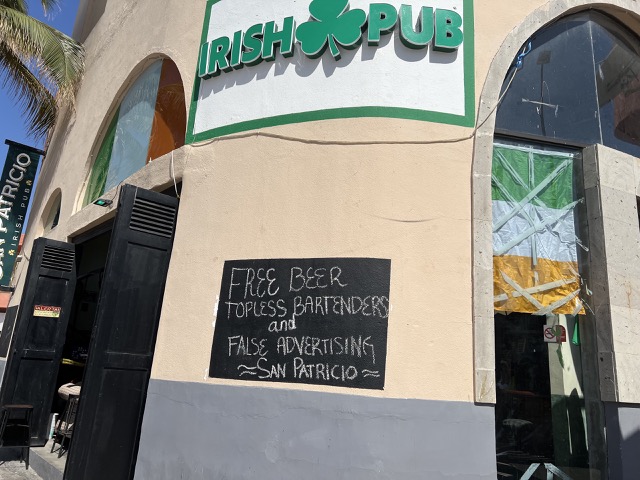 IRISH PUB
SAN PATRICIO
IRISH PUB
FREE BEER
TOPLESS BARTENDERS
and
FALSE ADVERTISING
≈SAN PATRICIO≈